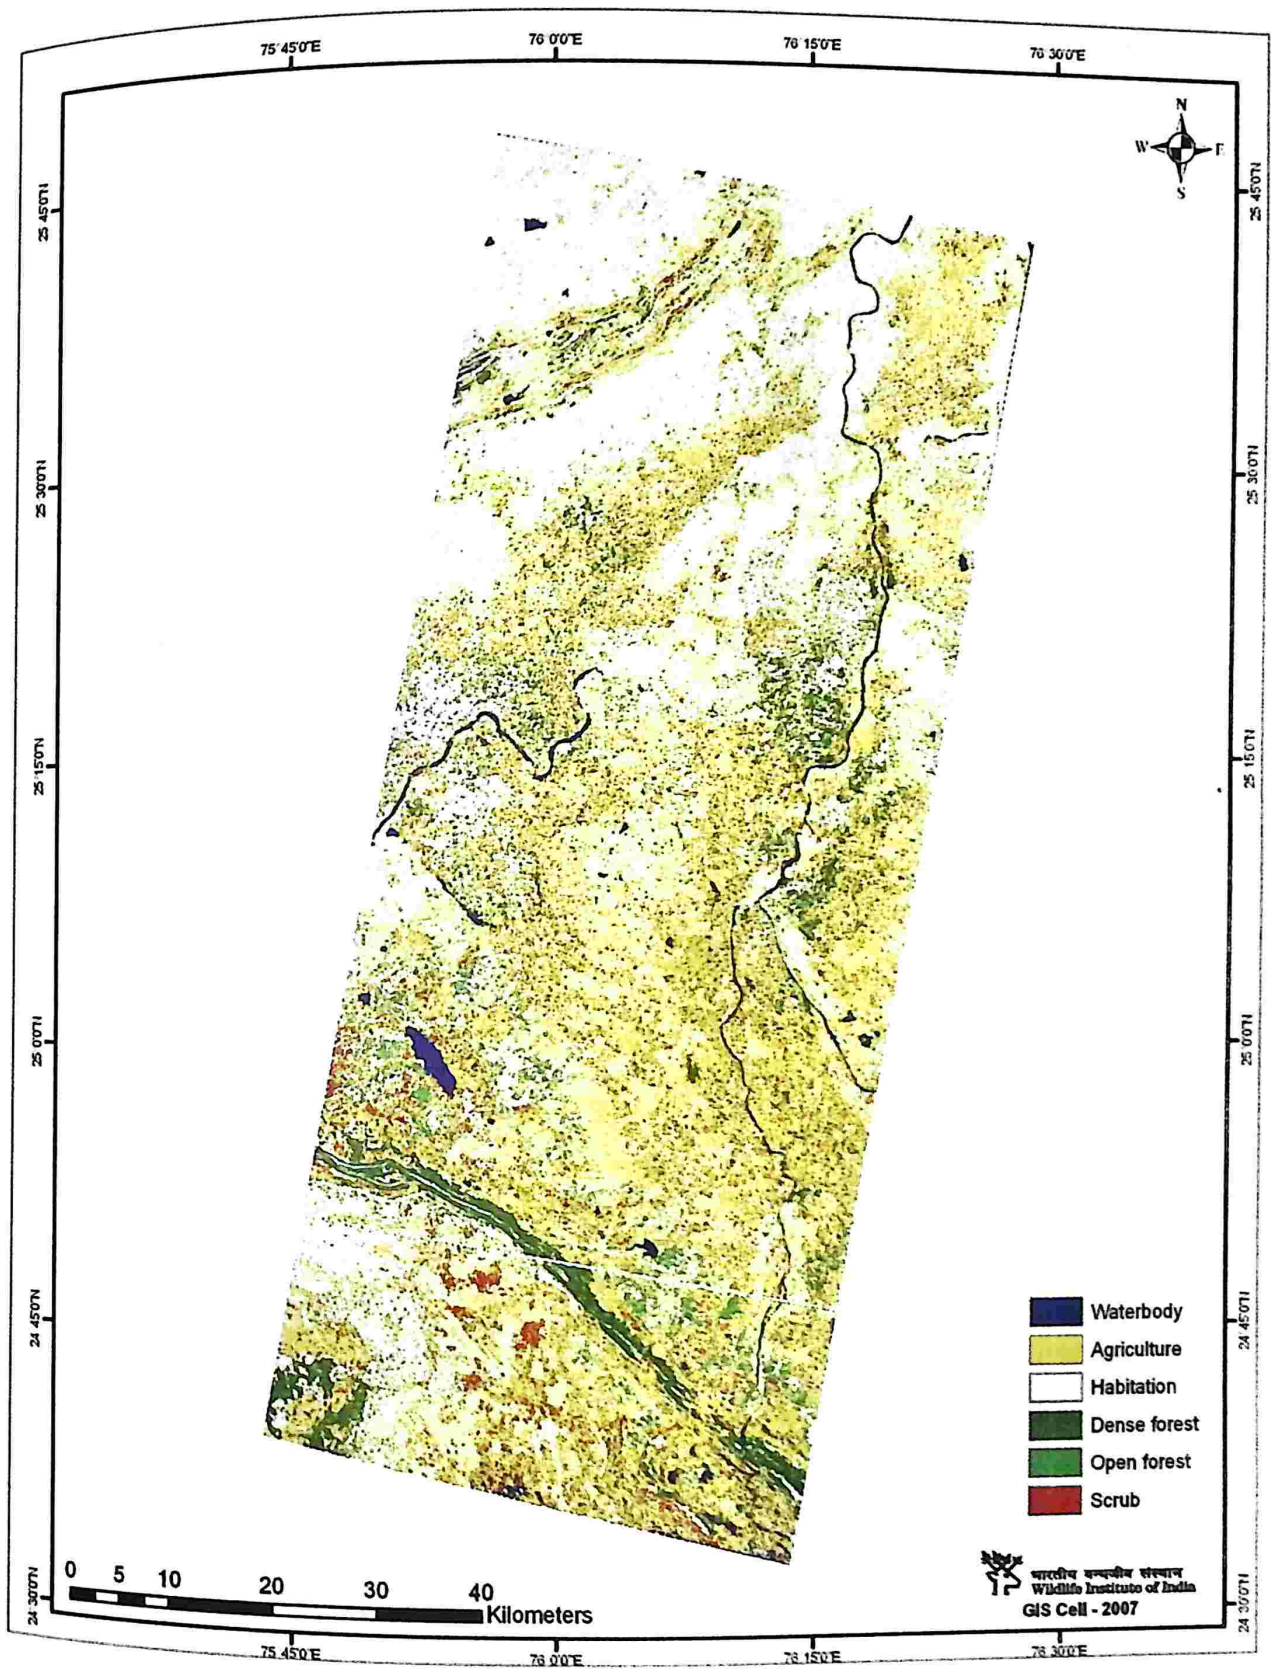 75°45'0"E 76°0'0"E 76°15'0"E 76°30'0"E
N
W E
S
25°45'0"N 25°45'0"N
25°30'0"N 25°30'0"N
25°15'0"N 25°15'0"N
25°0'0"N 25°0'0"N
24°45'0"N 24°45'0"N
Waterbody
Agriculture
Habitation
Dense forest
Open forest
Scrub
0 5 10 20 30 40
Kilometers
भारतीय वन्यजीव संस्थान
Wildlife Institute of India
GIS Cell - 2007
24°30'0"N 24°30'0"N
75°45'0"E 76°0'0"E 76°15'0"E 76°30'0"E